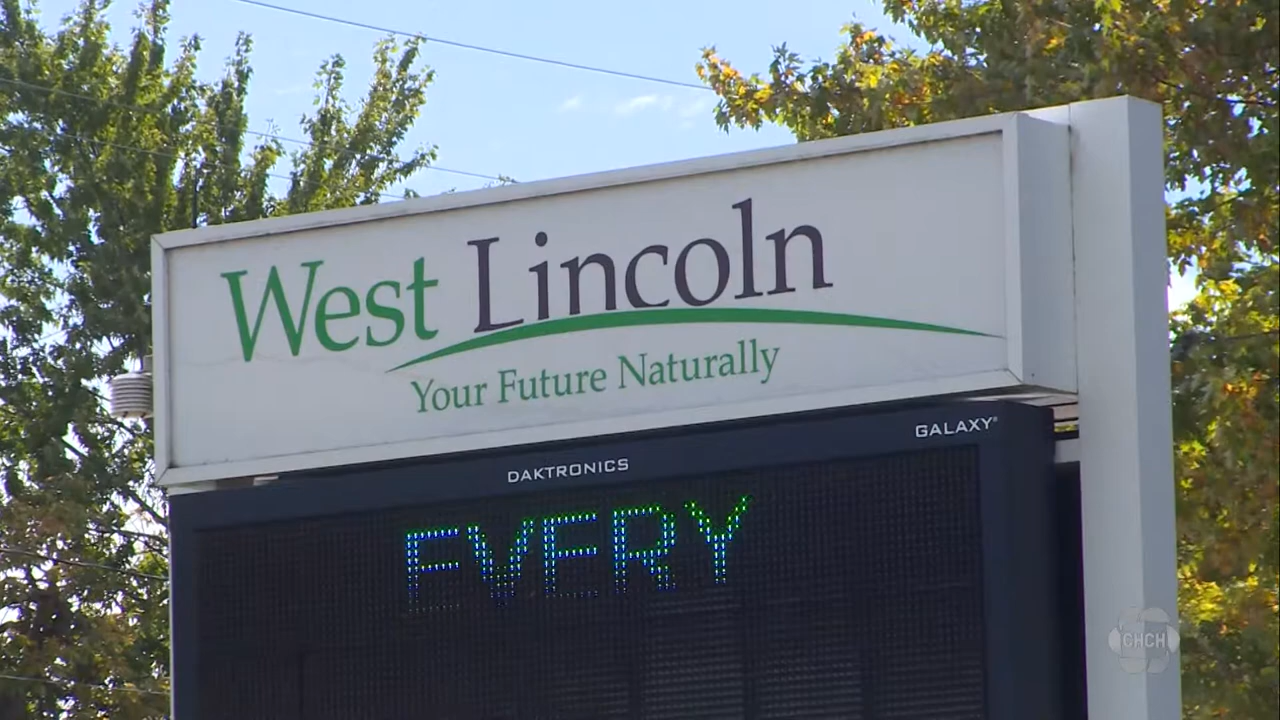 West Lincoln
Your Future Naturally
GALAXY®
DAKTRONICS
EVERY
CHCH